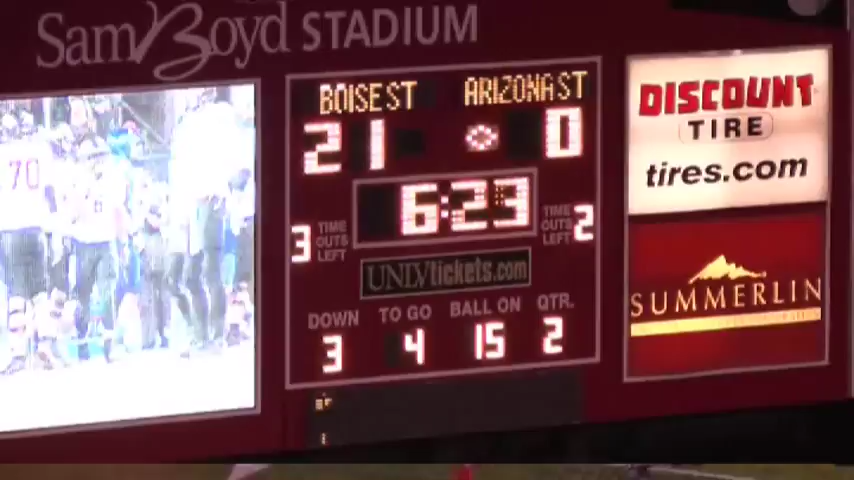 Sam Boyd STADIUM
BOISE ST ARIZONA ST
21 0
6:23
3 TIME OUTS LEFT
TIME OUTS LEFT 2
UNLVtickets.com
DOWN TO GO BALL ON QTR.
3 4 15 2
DISCOUNT
TIRE
tires.com
SUMMERLIN
70